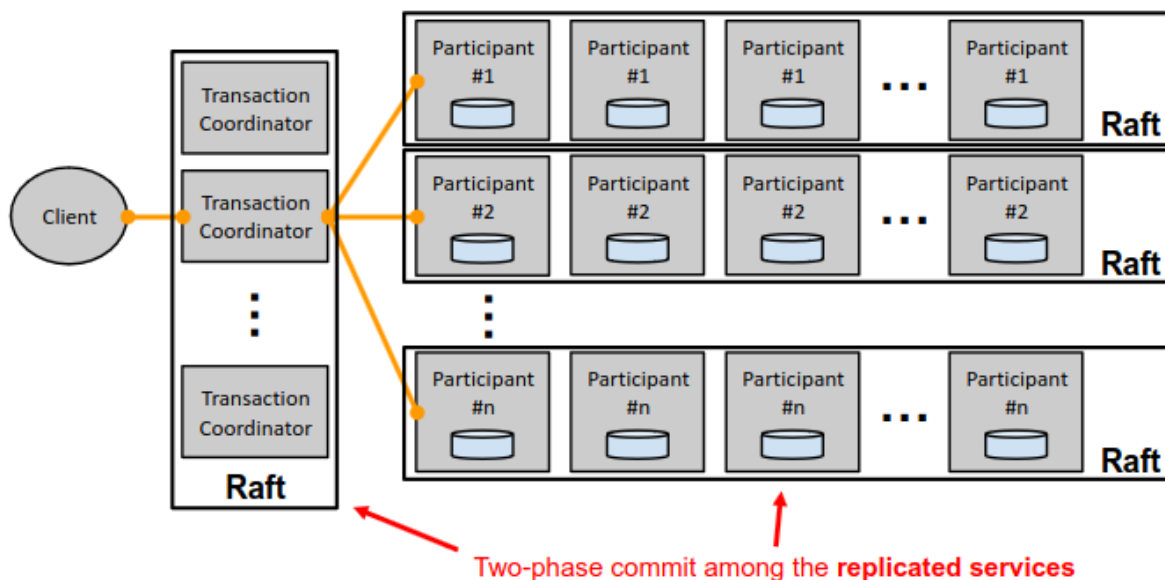 Client
Transaction
Coordinator
Transaction
Coordinator
⋮
Transaction
Coordinator
Raft
Participant
#1
Participant
#1
Participant
#1
...
Participant
#1
Raft
Participant
#2
Participant
#2
Participant
#2
...
Participant
#2
Raft
⋮
Participant
#n
Participant
#n
Participant
#n
...
Participant
#n
Raft
Two-phase commit among the replicated services